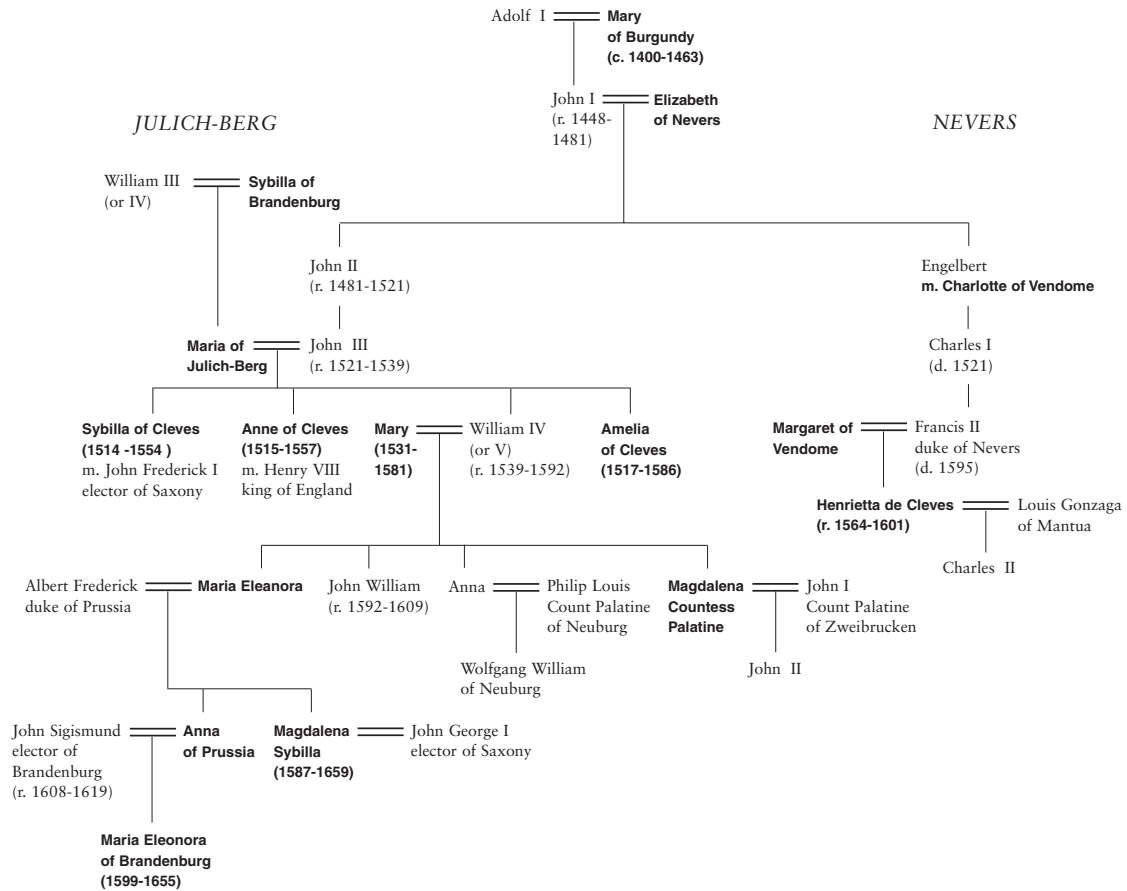 Adolf I
Mary
of Burgundy
(c. 1400-1463)
John I
(r. 1448-
1481)
Elizabeth
of Nevers
JULICH-BERG
NEVERS
William III
(or IV)
Sybilla of
Brandenburg
John II
(r. 1481-1521)
Engelbert
m. Charlotte of Vendome
Maria of
Julich-Berg
John III
(r. 1521-1539)
Charles I
(d. 1521)
Sybilla of Cleves
(1514 -1554 )
m. John Frederick I
elector of Saxony
Anne of Cleves
(1515-1557)
m. Henry VIII
king of England
Mary
(1531-
1581)
William IV
(or V)
(r. 1539-1592)
Amelia
of Cleves
(1517-1586)
Margaret of
Vendome
Francis II
duke of Nevers
(d. 1595)
Henrietta de Cleves
(r. 1564-1601)
Louis Gonzaga
of Mantua
Charles II
Albert Frederick
duke of Prussia
Maria Eleanora
John William
(r. 1592-1609)
Anna
Philip Louis
Count Palatine
of Neuburg
Magdalena
Countess
Palatine
John I
Count Palatine
of Zweibrucken
Wolfgang William
of Neuburg
John II
John Sigismund
elector of
Brandenburg
(r. 1608-1619)
Anna
of Prussia
Magdalena
Sybilla
(1587-1659)
John George I
elector of Saxony
Maria Eleonora
of Brandenburg
(1599-1655)